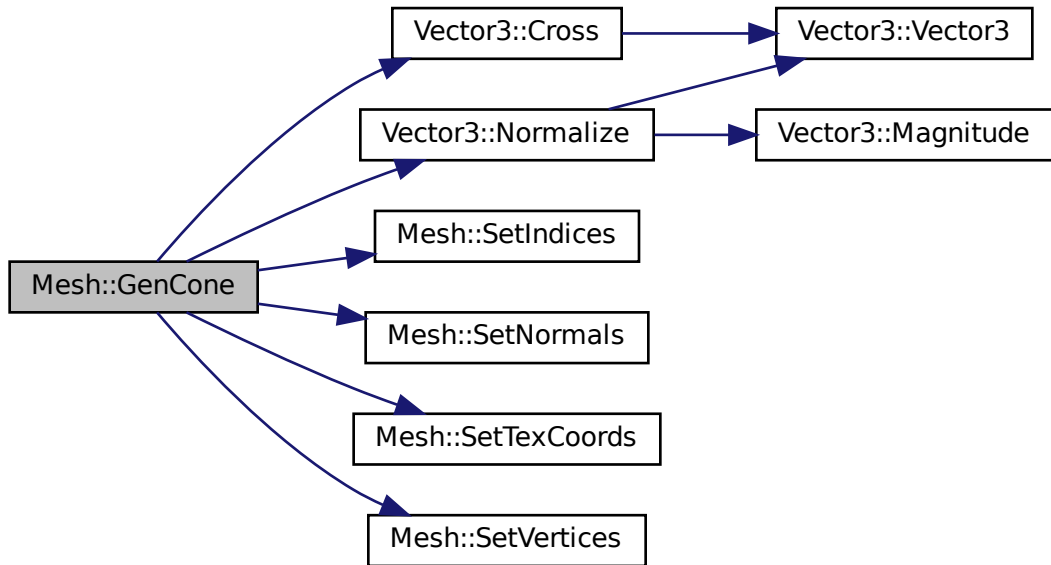 Vector3::Cross
Vector3::Vector3
Vector3::Normalize
Vector3::Magnitude
Mesh::SetIndices
Mesh::GenCone
Mesh::SetNormals
Mesh::SetTexCoords
Mesh::SetVertices